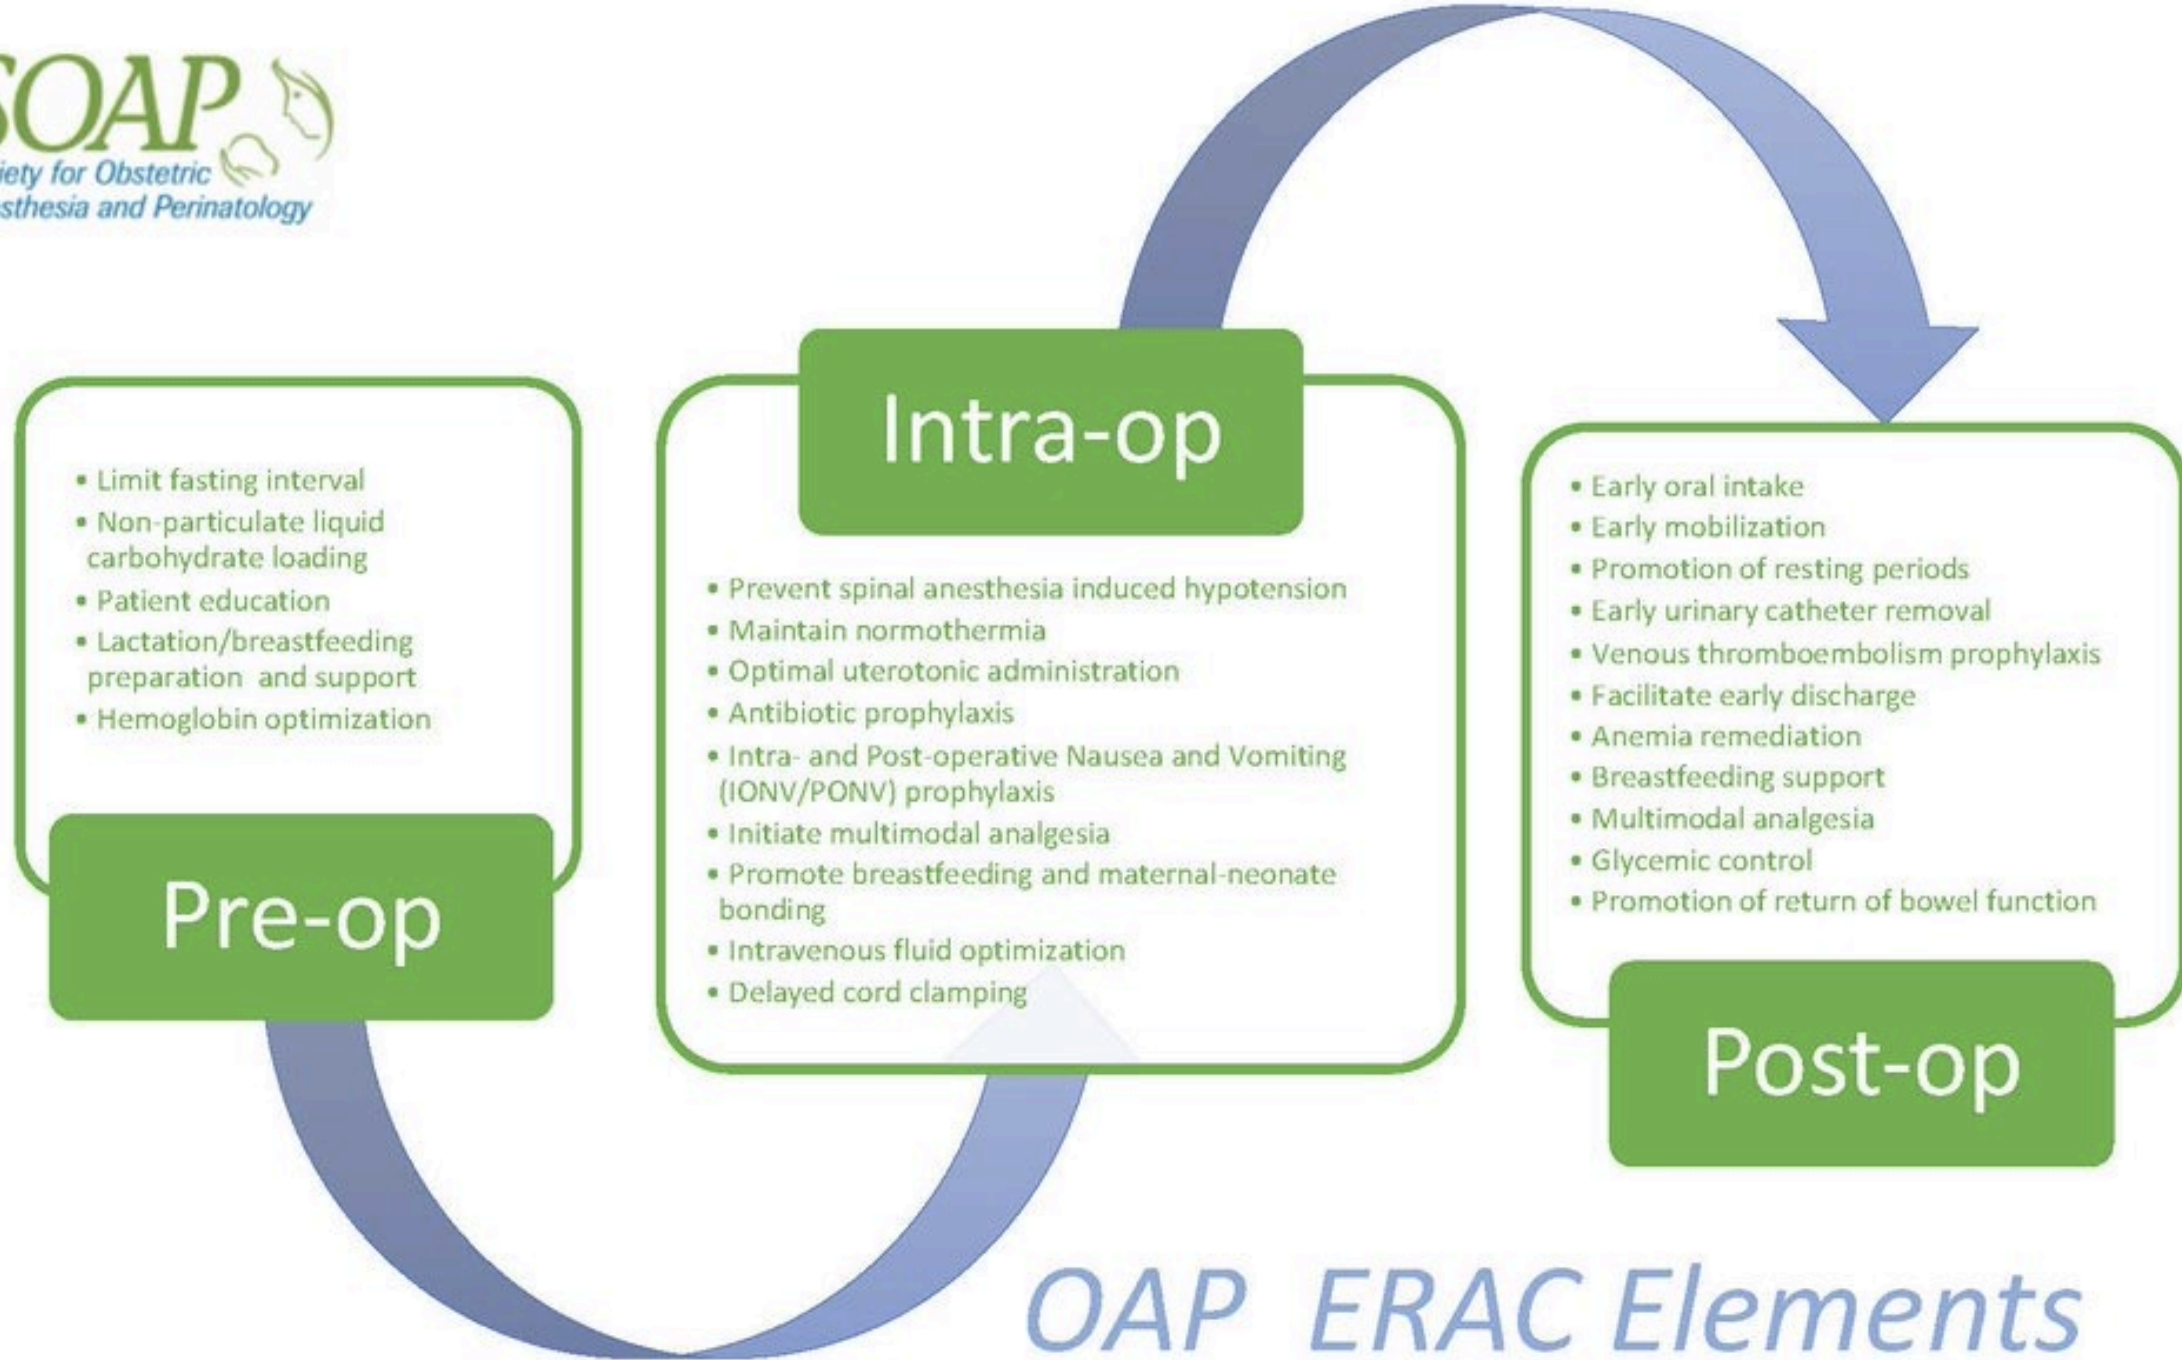 SOAP
iety for Obstetric
sthesia and Perinatology
• Limit fasting interval
• Non-particulate liquid
carbohydrate loading
• Patient education
• Lactation/breastfeeding
preparation and support
• Hemoglobin optimization
Pre-op
Intra-op
• Prevent spinal anesthesia induced hypotension
• Maintain normothermia
• Optimal uterotonic administration
• Antibiotic prophylaxis
• Intra- and Post-operative Nausea and Vomiting
(IONV/PONV) prophylaxis
• Initiate multimodal analgesia
• Promote breastfeeding and maternal-neonate
bonding
• Intravenous fluid optimization
• Delayed cord clamping
• Early oral intake
• Early mobilization
• Promotion of resting periods
• Early urinary catheter removal
• Venous thromboembolism prophylaxis
• Facilitate early discharge
• Anemia remediation
• Breastfeeding support
• Multimodal analgesia
• Glycemic control
• Promotion of return of bowel function
Post-op
OAP ERAC Elements